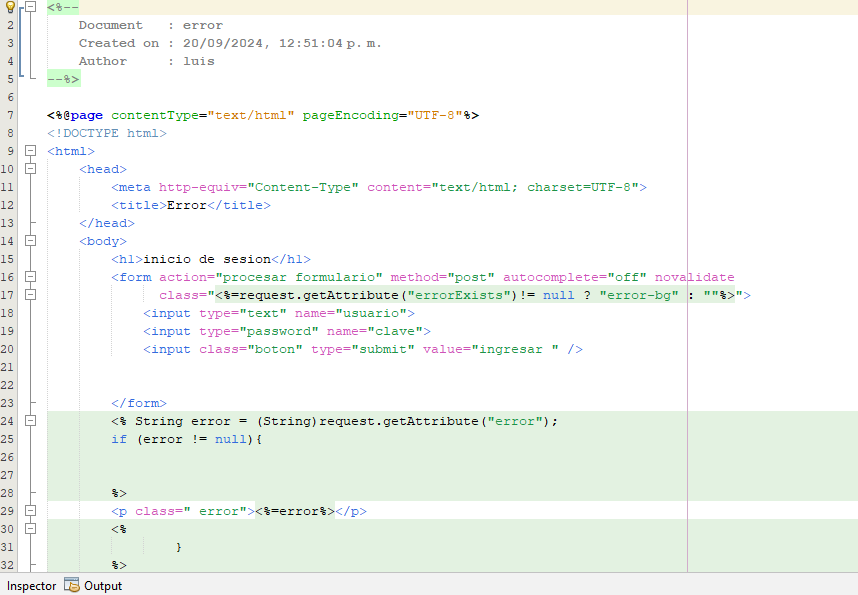 <%--
2     Document   : error
3     Created on : 20/09/2024, 12:51:04 p. m.
4     Author     : luis
5 --%>
6
7 <%@page contentType="text/html" pageEncoding="UTF-8"%>
8 <!DOCTYPE html>
9 <html>
10     <head>
11         <meta http-equiv="Content-Type" content="text/html; charset=UTF-8">
12         <title>Error</title>
13     </head>
14     <body>
15         <h1>inicio de sesion</h1>
16         <form action="procesar formulario" method="post" autocomplete="off" novalidate
17               class="<%=request.getAttribute("errorExists")!= null ? "error-bg" : ""%>">
18             <input type="text" name="usuario">
19             <input type="password" name="clave">
20             <input class="boton" type="submit" value="ingresar " />
21
22
23         </form>
24         <% String error = (String)request.getAttribute("error");
25         if (error != null){
26
27
28         %>
29         <p class=" error"><%=error%></p>
30         <%
31                 }
32         %>
Inspector Output